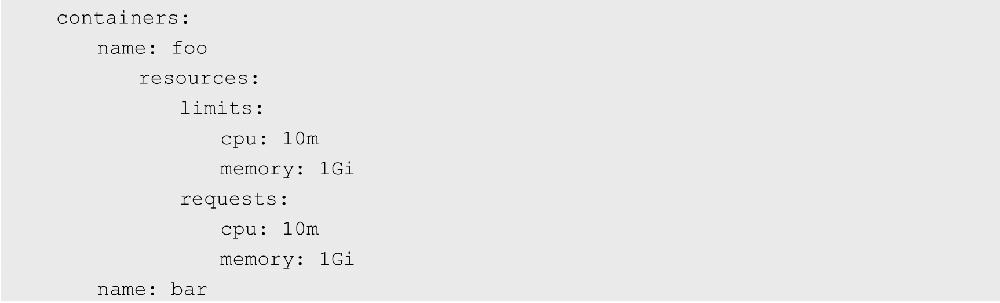 containers:
name: foo
resources:
limits:
cpu: 10m
memory: 1Gi
requests:
cpu: 10m
memory: 1Gi
name: bar